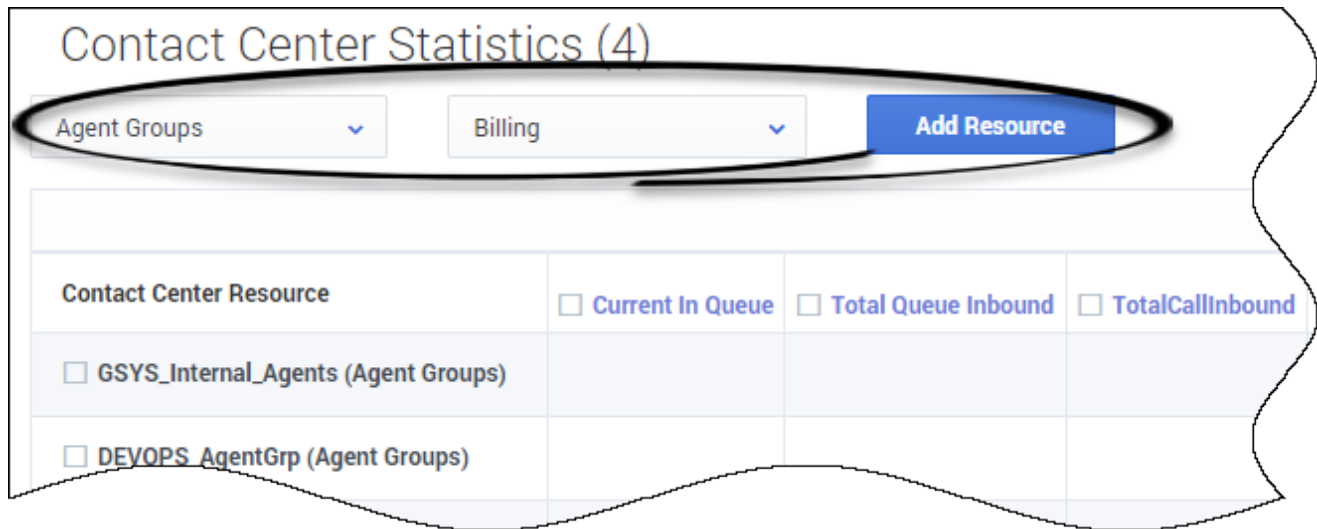 Contact Center Statistics (4)
Agent Groups Billing Add Resource
Contact Center Resource Current In Queue Total Queue Inbound TotalCallInbound
GSYS_Internal_Agents (Agent Groups)
DEVOPS_AgentGrp (Agent Groups)